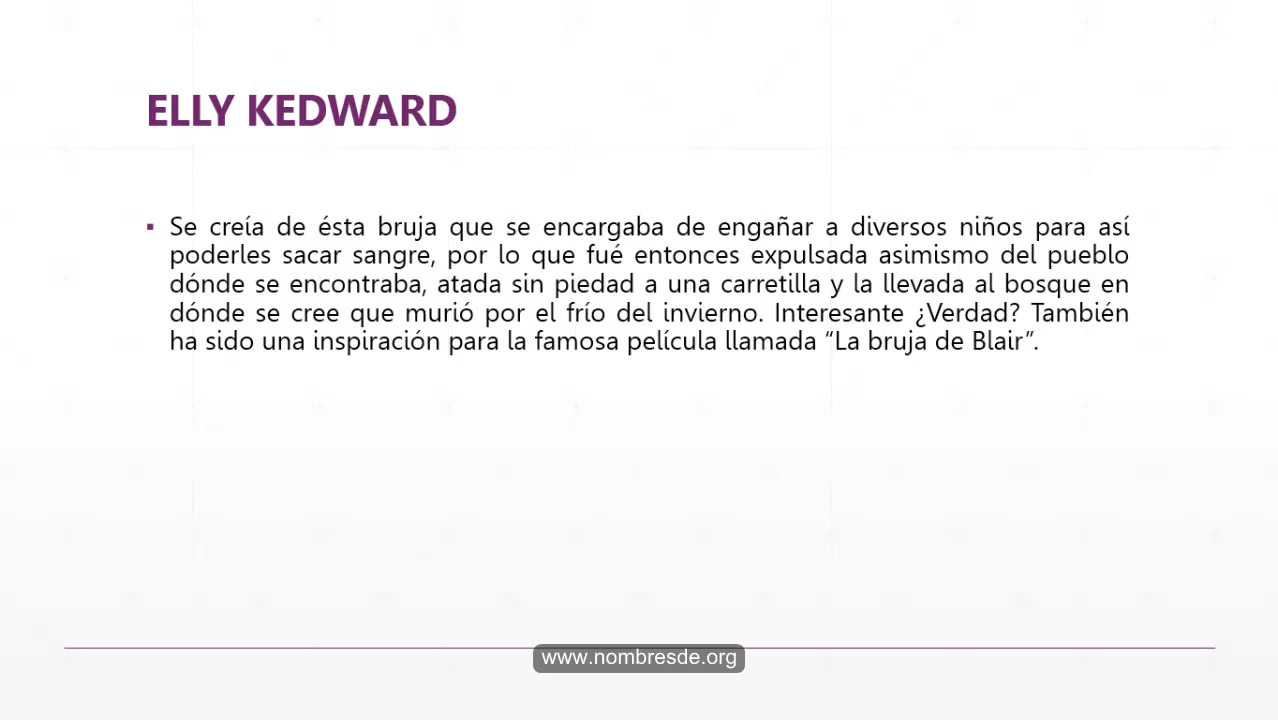 ELLY KEDWARD
▪ Se creía de ésta bruja que se encargaba de engañar a diversos niños para así
poderles sacar sangre, por lo que fué entonces expulsada asimismo del pueblo
dónde se encontraba, atada sin piedad a una carretilla y la llevada al bosque en
dónde se cree que murió por el frío del invierno. Interesante ¿Verdad? También
ha sido una inspiración para la famosa película llamada “La bruja de Blair”.
www.nombresde.org